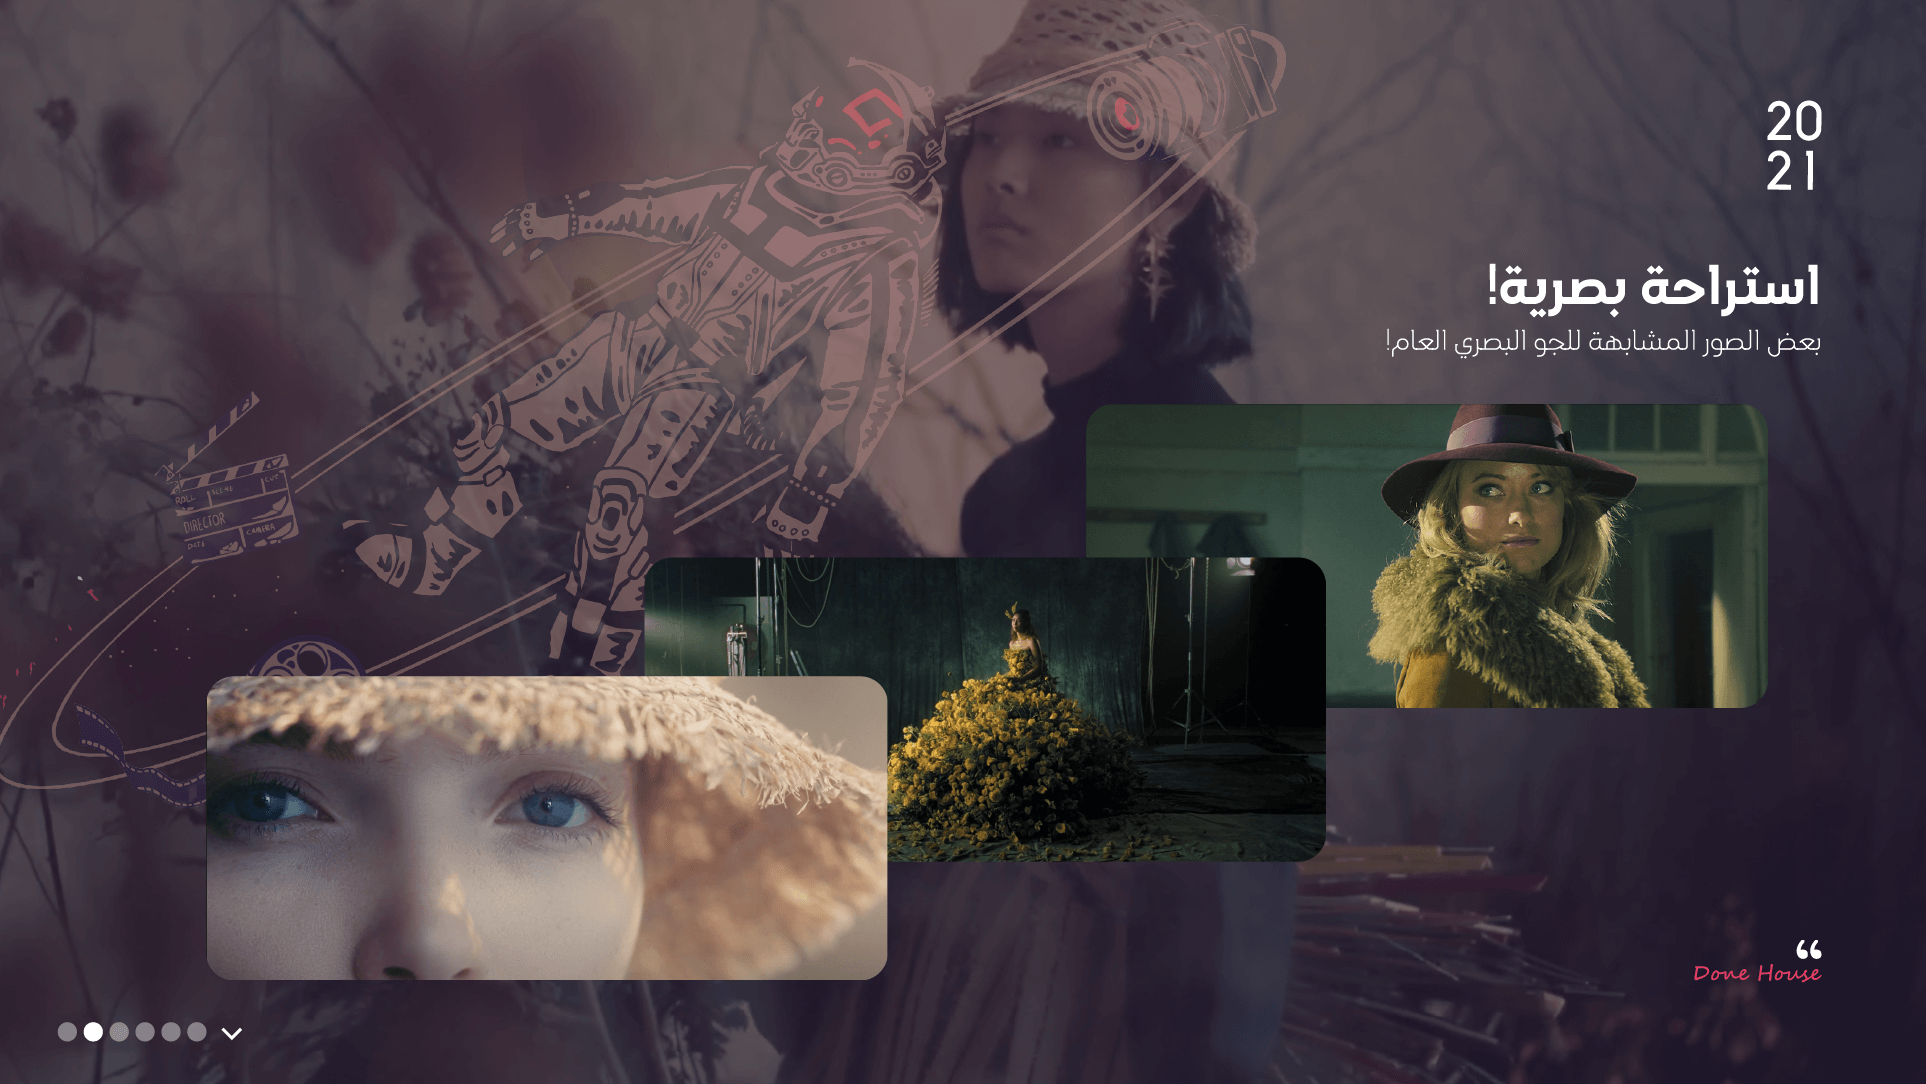 20
21
استراحة بصرية!
بعض الصور المشابهة للجو البصري العام!
ROLL
SCENE
CUT
DIRECTOR
DATE
CAMERA
“
Done House